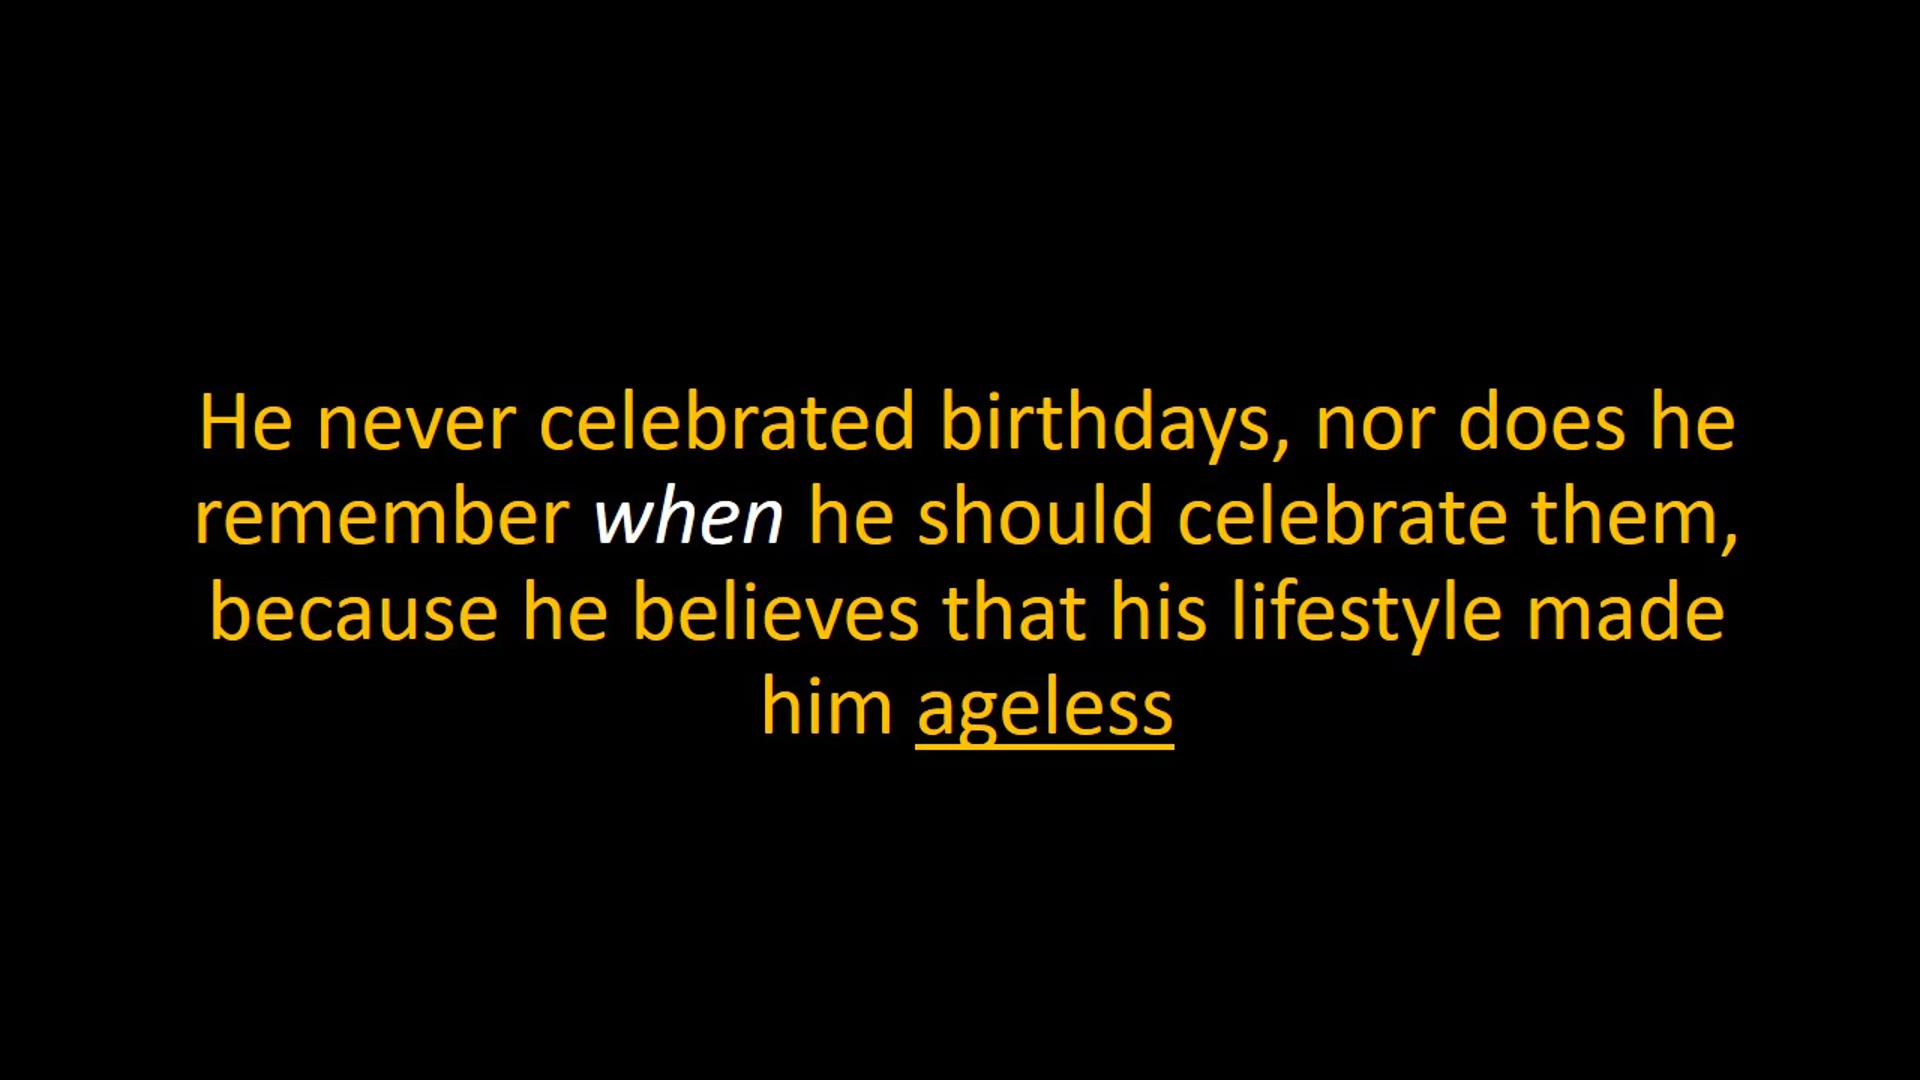 He never celebrated birthdays, nor does he
remember when he should celebrate them,
because he believes that his lifestyle made
him ageless